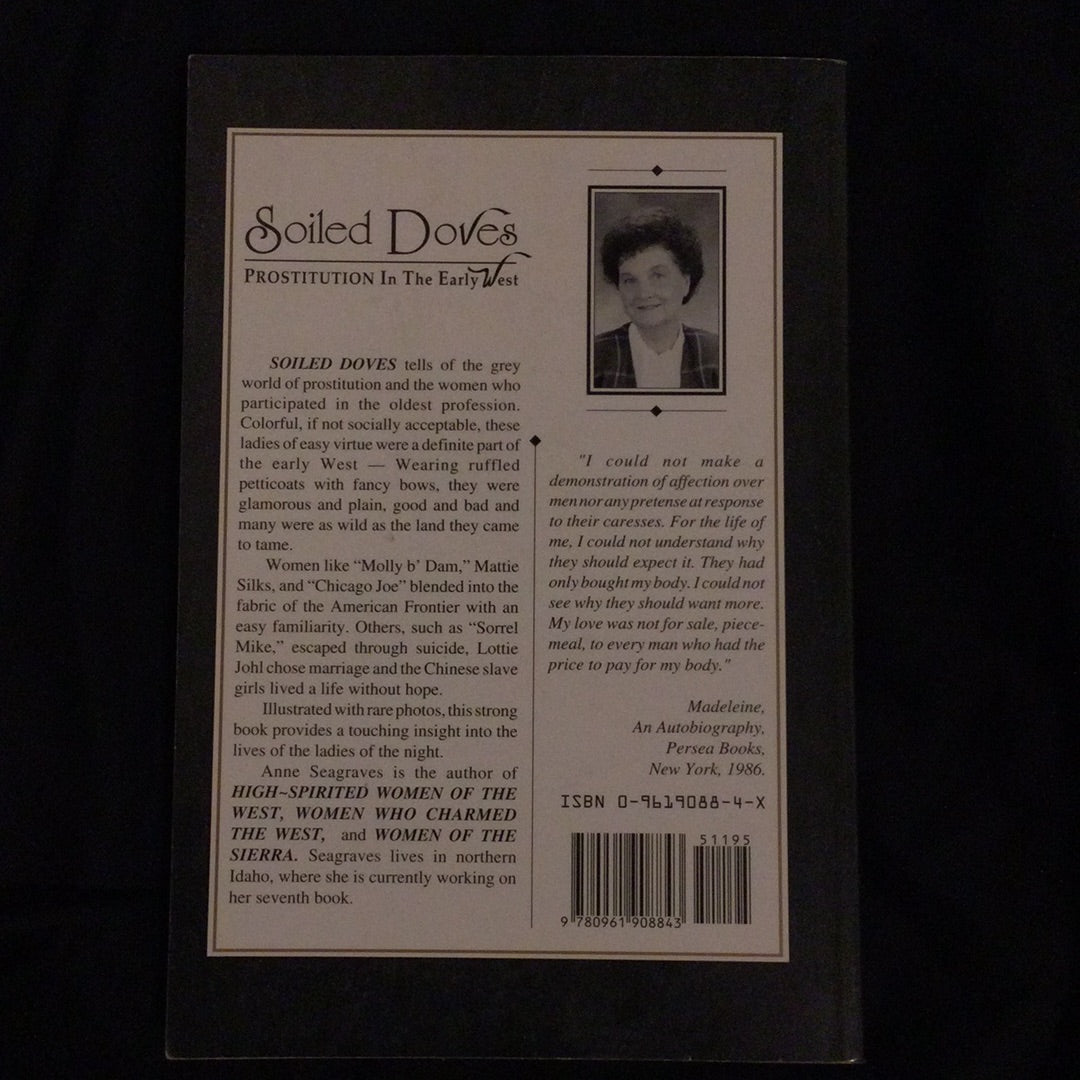 Soiled Doves
PROSTITUTION In The Early West
SOILED DOVES tells of the grey
world of prostitution and the women who
participated in the oldest profession.
Colorful, if not socially acceptable, these
ladies of easy virtue were a definite part of
the early West — Wearing ruffled
petticoats with fancy bows, they were
glamorous and plain, good and bad and
many were as wild as the land they came
to tame.
Women like “Molly b’ Dam,” Mattie
Silks, and “Chicago Joe” blended into the
fabric of the American Frontier with an
easy familiarity. Others, such as “Sorrel
Mike,” escaped through suicide, Lottie
Johl chose marriage and the Chinese slave
girls lived a life without hope.
Illustrated with rare photos, this strong
book provides a touching insight into the
lives of the ladies of the night.
Anne Seagraves is the author of
HIGH~SPIRITED WOMEN OF THE
WEST, WOMEN WHO CHARMED
THE WEST, and WOMEN OF THE
SIERRA. Seagraves lives in northern
Idaho, where she is currently working on
her seventh book.
"I could not make a
demonstration of affection over
men nor any pretense at response
to their caresses. For the life of
me, I could not understand why
they should expect it. They had
only bought my body. I could not
see why they should want more.
My love was not for sale, piece-
meal, to every man who had the
price to pay for my body."
Madeleine,
An Autobiography,
Persea Books,
New York, 1986.
ISBN 0-9619088-4-X
51195
9 780961 908843